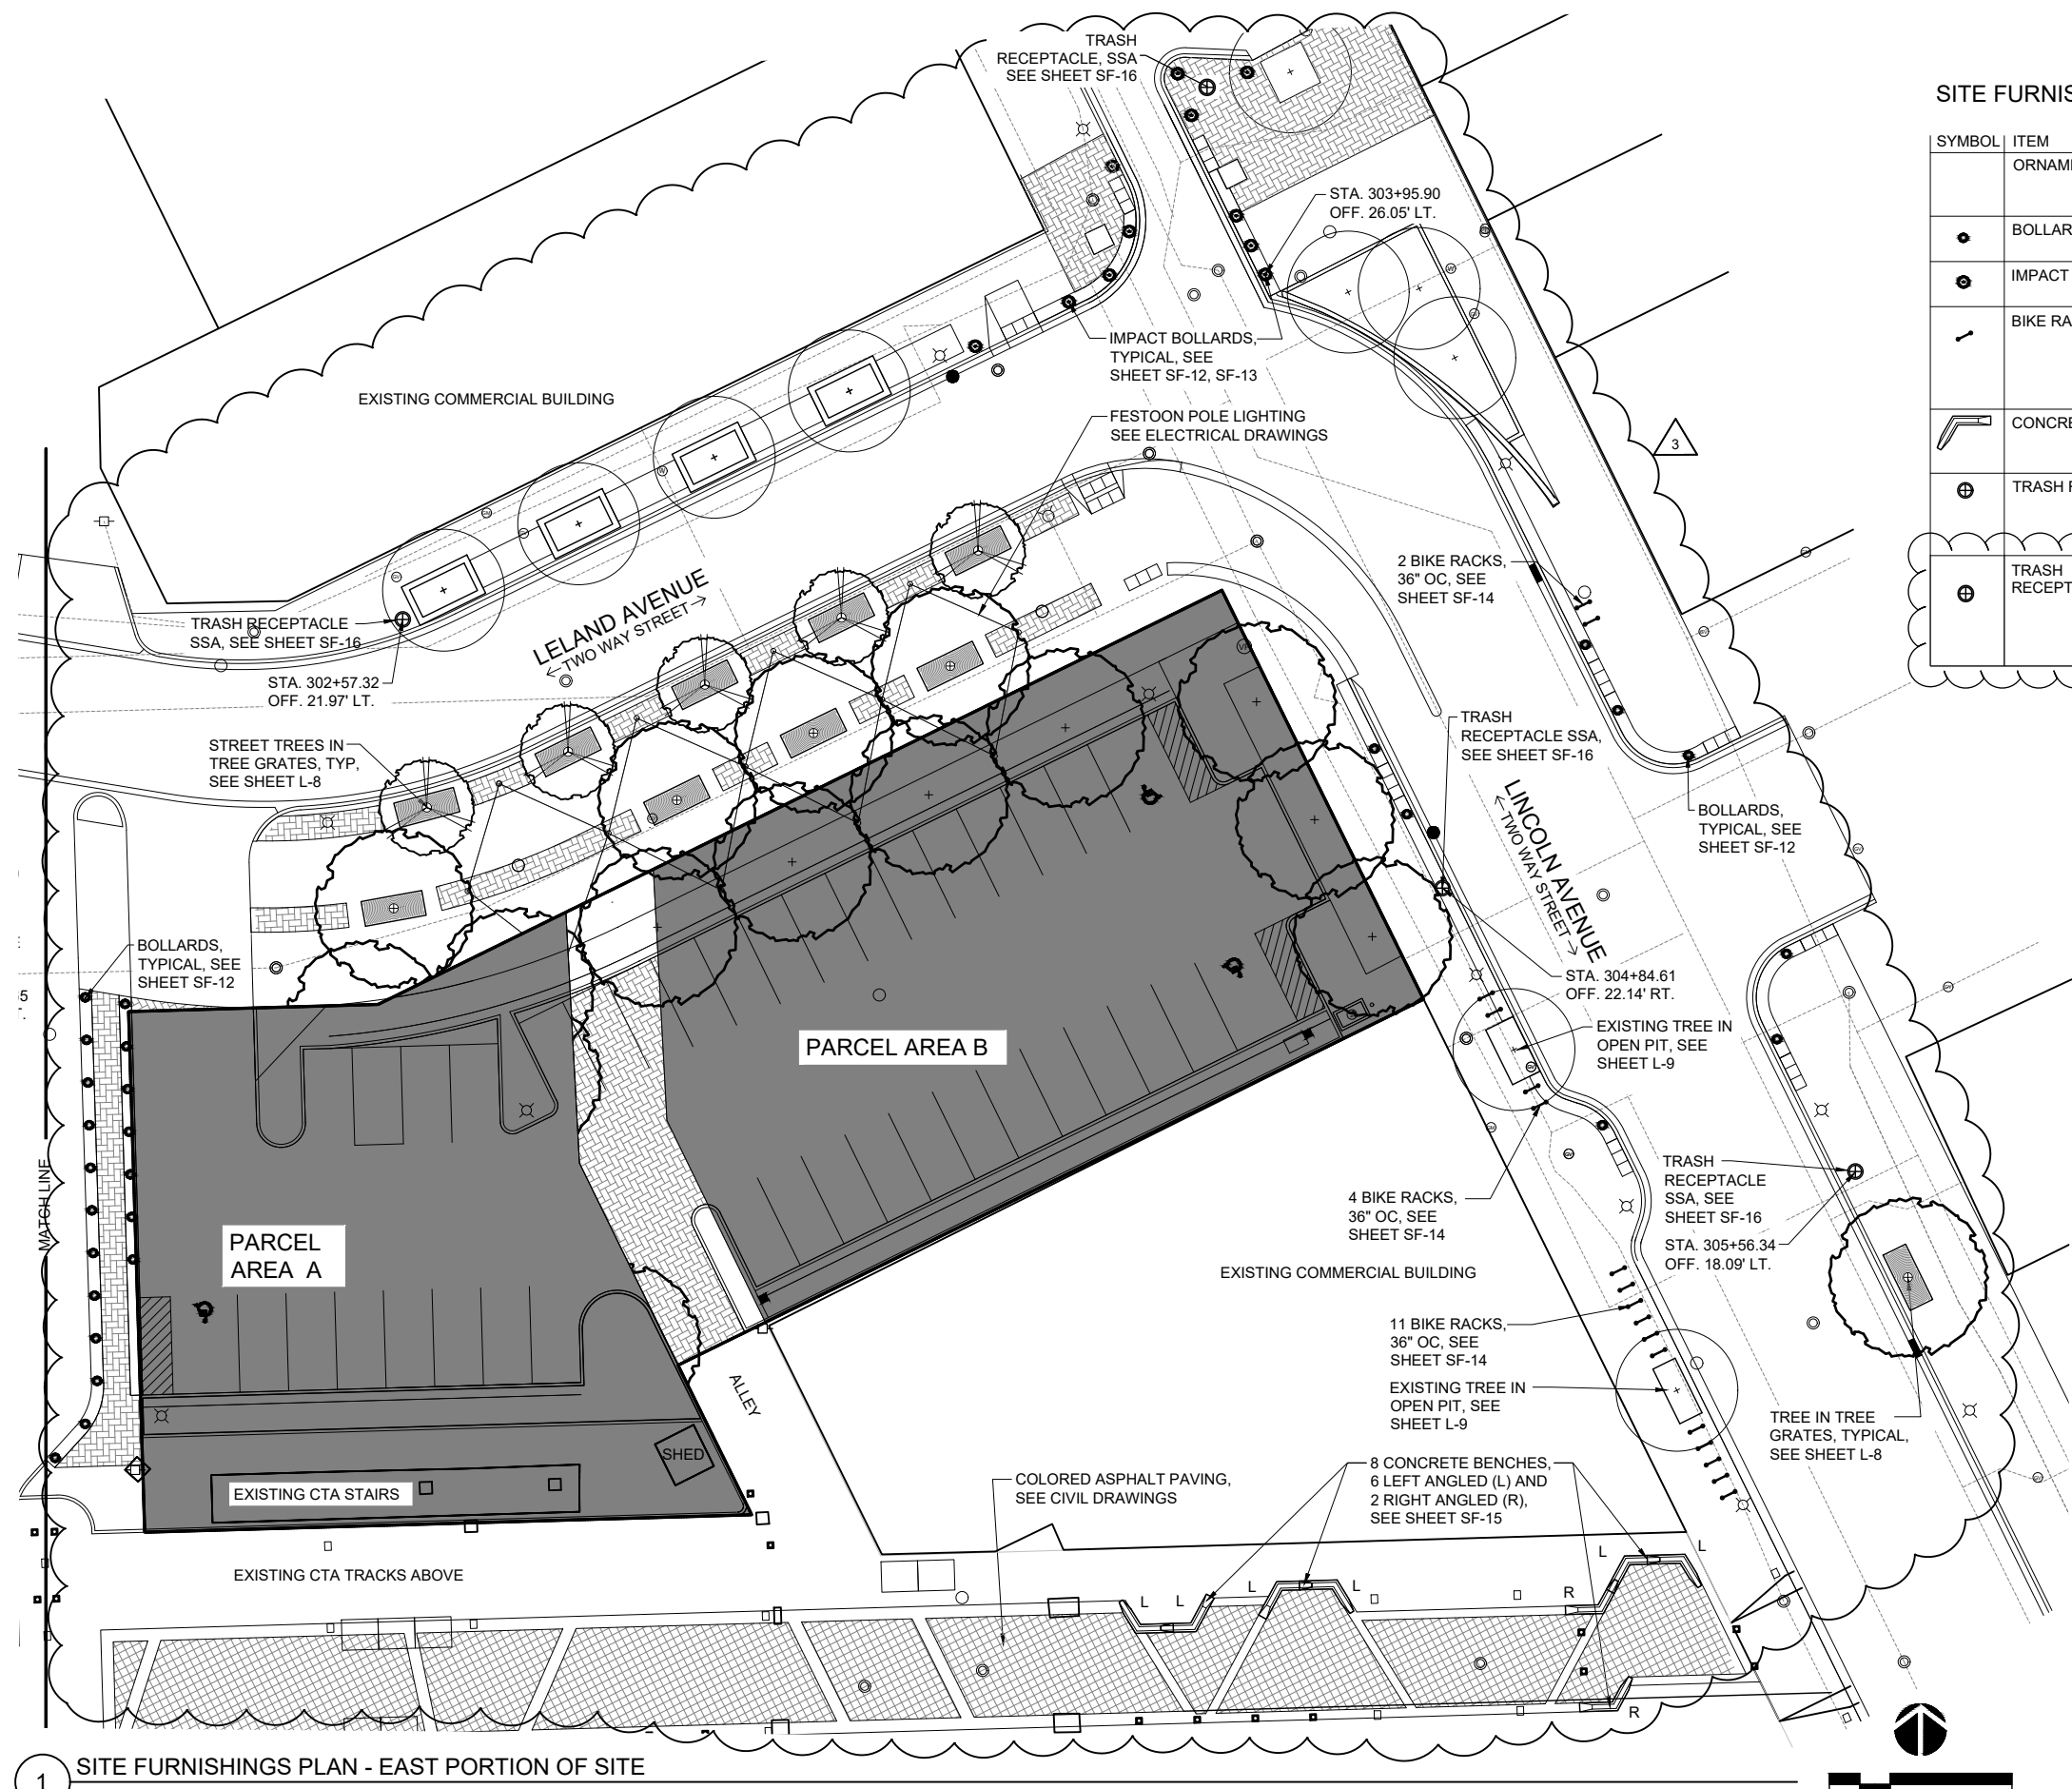 TRASH
RECEPTACLE, SSA
SEE SHEET SF-16
SITE FURNIS
SYMBOL ITEM
ORNAM
BOLLAR
IMPACT
BIKE RA
CONCRE
TRASH
TRASH
RECEPT
STA. 303+95.90
OFF. 26.05' LT.
IMPACT BOLLARDS,
TYPICAL, SEE
SHEET SF-12, SF-13
EXISTING COMMERCIAL BUILDING
FESTOON POLE LIGHTING
SEE ELECTRICAL DRAWINGS
3
2 BIKE RACKS,
36" OC, SEE
SHEET SF-14
LELAND AVENUE
TWO WAY STREET
TRASH RECEPTACLE
SSA, SEE SHEET SF-16
STA. 302+57.32
OFF. 21.97' LT.
STREET TREES IN
TREE GRATES, TYP,
SEE SHEET L-8
TRASH
RECEPTACLE SSA,
SEE SHEET SF-16
LINCOLN AVENUE
TWO WAY STREET
BOLLARDS,
TYPICAL, SEE
SHEET SF-12
BOLLARDS,
TYPICAL, SEE
SHEET SF-12
STA. 304+84.61
OFF. 22.14' RT.
EXISTING TREE IN
OPEN PIT, SEE
SHEET L-9
PARCEL AREA B
MATCH LINE
PARCEL
AREA A
4 BIKE RACKS,
36" OC, SEE
SHEET SF-14
TRASH
RECEPTACLE
SSA, SEE
SHEET SF-16
STA. 305+56.34
OFF. 18.09' LT.
EXISTING COMMERCIAL BUILDING
11 BIKE RACKS,
36" OC, SEE
SHEET SF-14
EXISTING TREE IN
OPEN PIT, SEE
SHEET L-9
ALLEY
TREE IN TREE
GRATES, TYPICAL,
SEE SHEET L-8
SHED
EXISTING CTA STAIRS
COLORED ASPHALT PAVING,
SEE CIVIL DRAWINGS
8 CONCRETE BENCHES,
6 LEFT ANGLED (L) AND
2 RIGHT ANGLED (R),
SEE SHEET SF-15
EXISTING CTA TRACKS ABOVE
L
L
L
L
R
L
L
R
1
SITE FURNISHINGS PLAN - EAST PORTION OF SITE